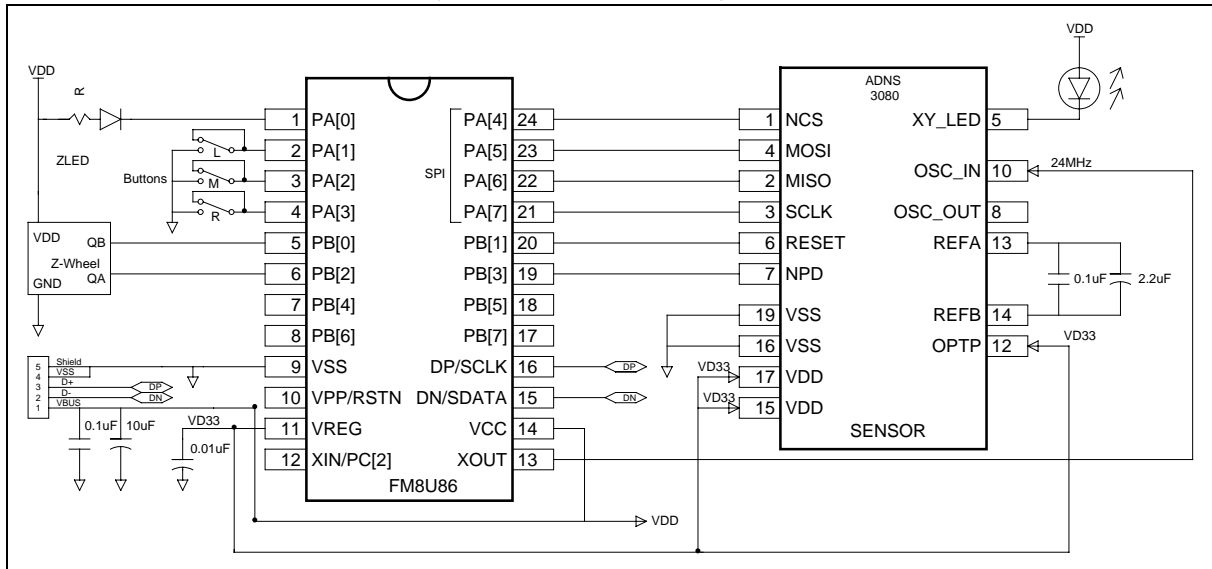 VDD
R
ZLED
Buttons
L
M
R
VDD QB
Z-Wheel
GND QA
5 Shield
4 VSS
3 D+ DP
2 D- DN
1 VBUS
0.1uF 10uF
VD33
0.01uF
1 PA[0]
2 PA[1]
3 PA[2]
4 PA[3]
5 PB[0]
6 PB[2]
7 PB[4]
8 PB[6]
9 VSS
10 VPP/RSTN
11 VREG
12 XIN/PC[2]
SPI
PA[4] 24
PA[5] 23
PA[6] 22
PA[7] 21
PB[1] 20
PB[3] 19
PB[5] 18
PB[7] 17
DP/SCLK 16 DP
DN/SDATA 15 DN
VCC 14
XOUT 13
FM8U86
VDD
ADNS
3080
1 NCS
4 MOSI
2 MISO
3 SCLK
6 RESET
7 NPD
19 VSS
16 VSS
VD33 17 VDD
VD33 15 VDD
XY_LED 5
OSC_IN 10 24MHz
OSC_OUT 8
REFA 13
REFB 14
OPTP 12 VD33
SENSOR
VDD
0.1uF 2.2uF